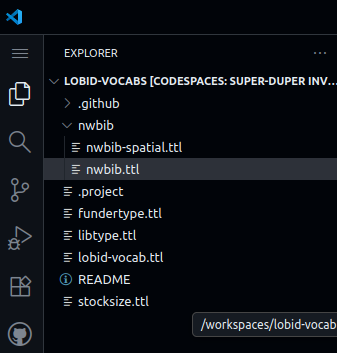 EXPLORER
LOBID-VOCABS [CODESPACES: SUPER-DUPER INV...
.github
nwbib
nwbib-spatial.ttl
nwbib.ttl
.project
fundertype.ttl
libtype.ttl
lobid-vocab.ttl
README
stocksize.ttl
/workspaces/lobid-vocab